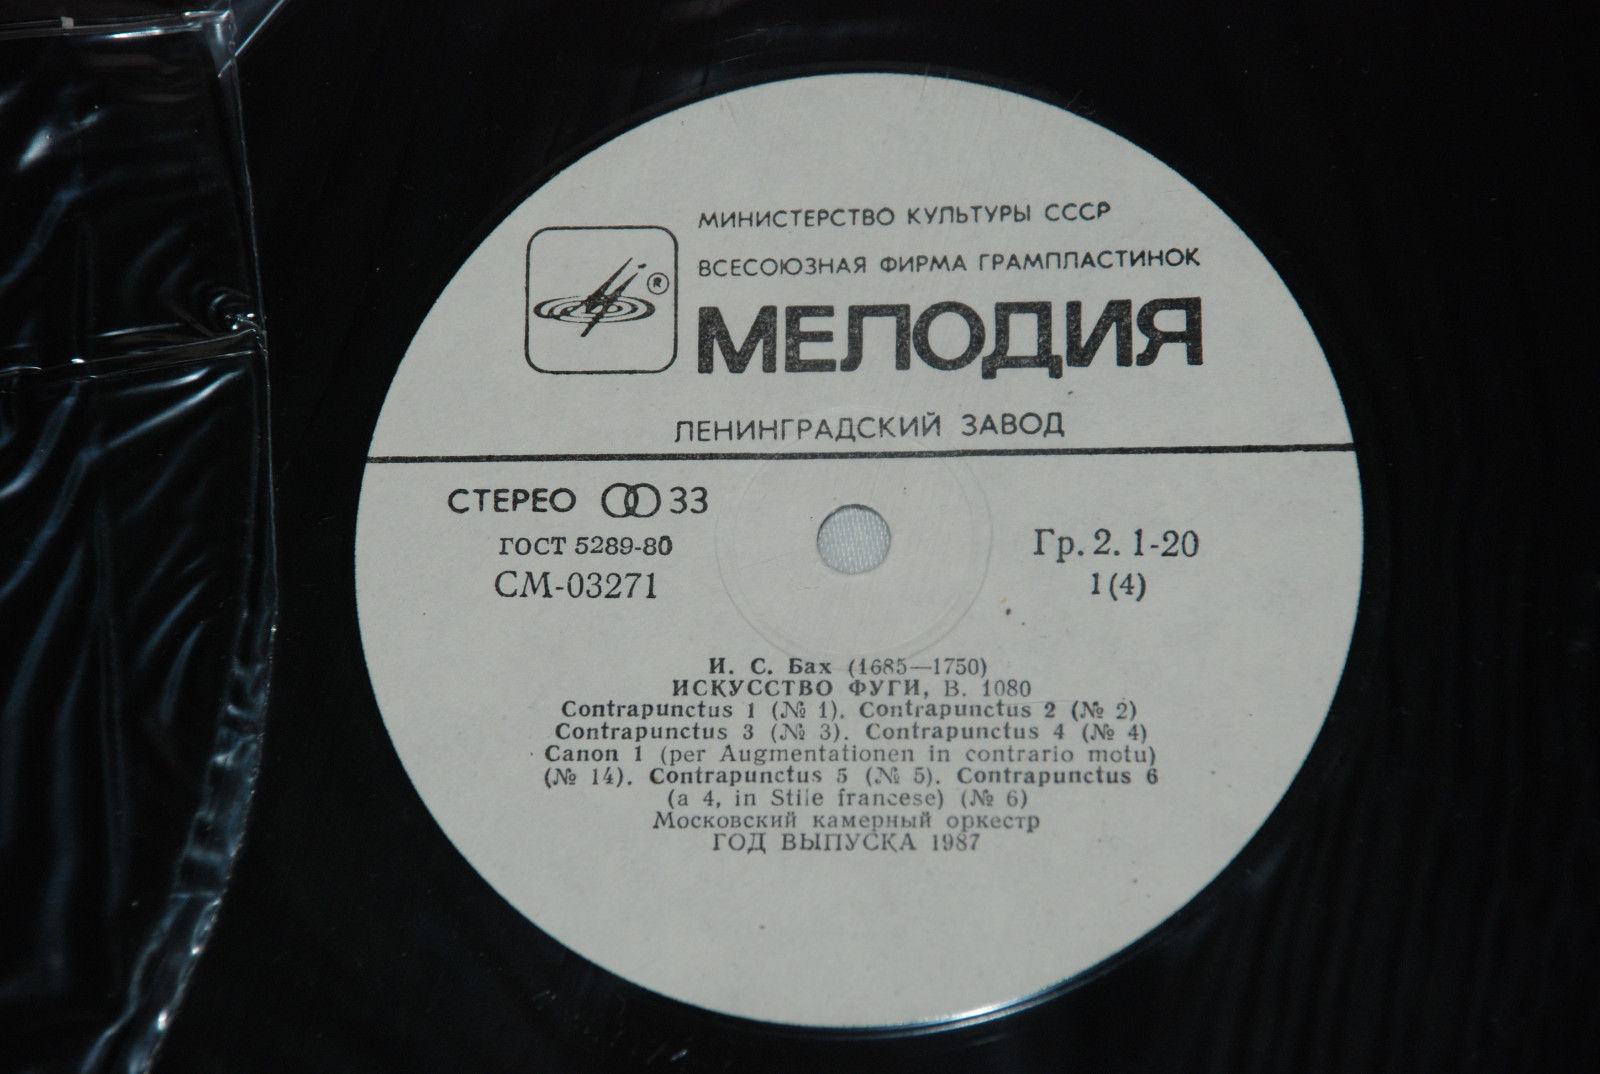 МИНИСТЕРСТВО КУЛЬТУРЫ СССР
ВСЕСОЮЗНАЯ ФИРМА ГРАМПЛАСТИНОК
®
МЕЛОДИЯ
ЛЕНИНГРАДСКИЙ ЗАВОД
СТЕРЕО 33
ГОСТ 5289-80
СМ-03271
Гр. 2. 1-20
1 (4)
И. С. Бах (1685—1750)
ИСКУССТВО ФУГИ, В. 1080
Contrapunctus 1 (№ 1). Contrapunctus 2 (№ 2)
Contrapunctus 3 (№ 3). Contrapunctus 4 (№ 4)
Canon 1 (per Augmentationen in contrario motu)
(№ 14). Contrapunctus 5 (№ 5). Contrapunctus 6
(a 4, in Stile francese) (№ 6)
Московский камерный оркестр
ГОД ВЫПУСКА 1987